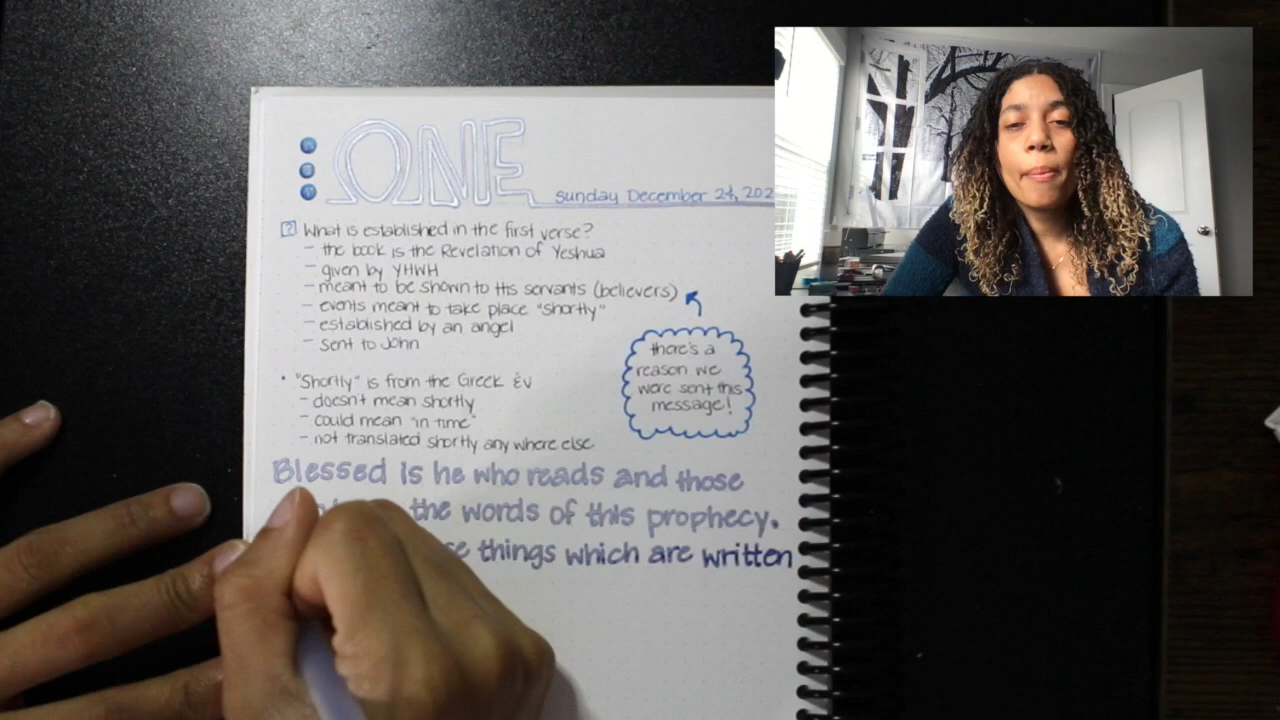 ONE
sunday December 24, 202
? What is established in the first verse?
- the book is the Revelation of Yeshua
- given by YHWH
- meant to be shown to His servants (believers)
- events meant to take place "shortly"
- established by an angel
- sent to John
there's a
reason we
were sent this
message!
• "Shortly" is from the Greek ἐν
- doesn't mean shortly
- could mean "in time"
- not translated shortly any where else
Blessed is he who reads and those
the words of this prophecy.
things which are written